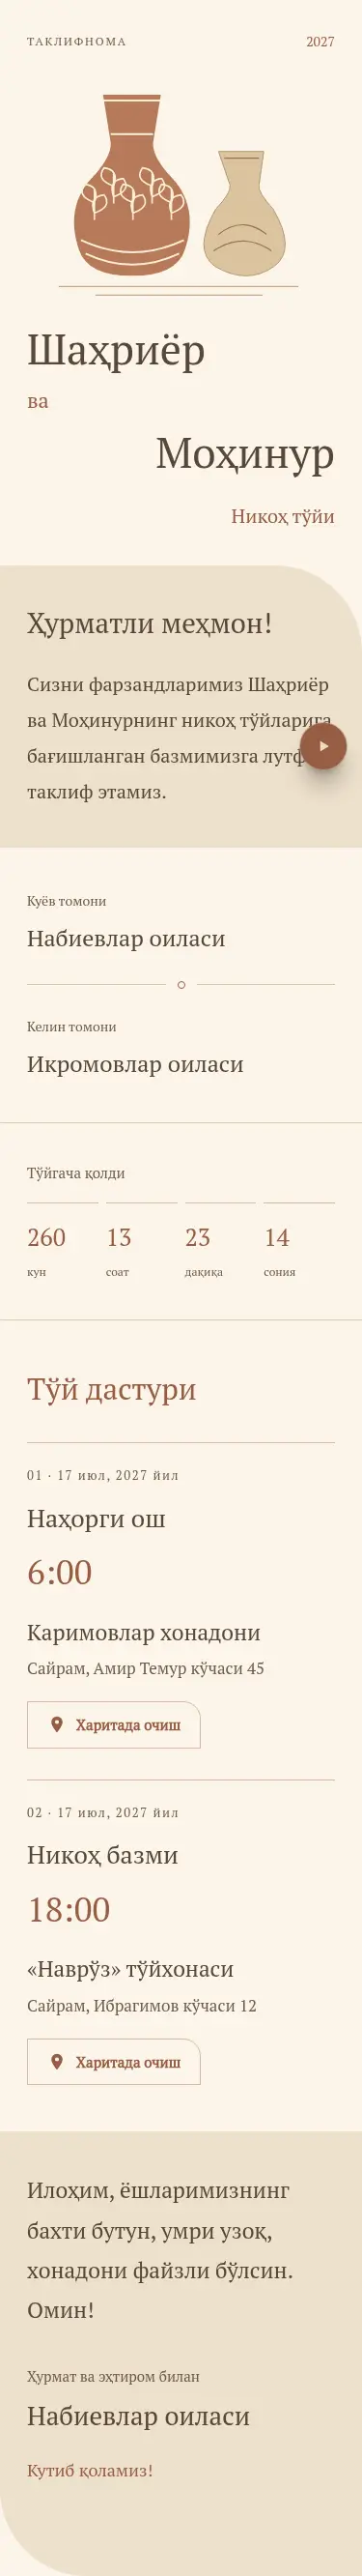 ТАКЛИФНОМА
2027
Шаҳриёр
ва
Моҳинур
Никоҳ тўйи
Ҳурматли меҳмон!
Сизни фарзандларимиз Шаҳриёр
ва Моҳинурнинг никоҳ тўйларига
бағишланган базмимизга
таклиф этамиз.
Куёв томони
Набиевлар оиласи
Келин томони
Икромовлар оиласи
Тўйгача қолди
260 13 23 14
кун соат дақиқа сония
Тўй дастури
01 · 17 июл, 2027 йил
Наҳорги ош
6:00
Каримовлар хонадони
Сайрам, Амир Темур кўчаси 45
Харитада очиш
02 · 17 июл, 2027 йил
Никоҳ базми
18:00
«Наврўз» тўйхонаси
Сайрам, Ибрагимов кўчаси 12
Харитада очиш
Илоҳим, ёшларимизнинг
бахти бутун, умри узоқ,
хонадони файзли бўлсин.
Омин!
Ҳурмат ва эҳтиром билан
Набиевлар оиласи
Кутиб қоламиз!